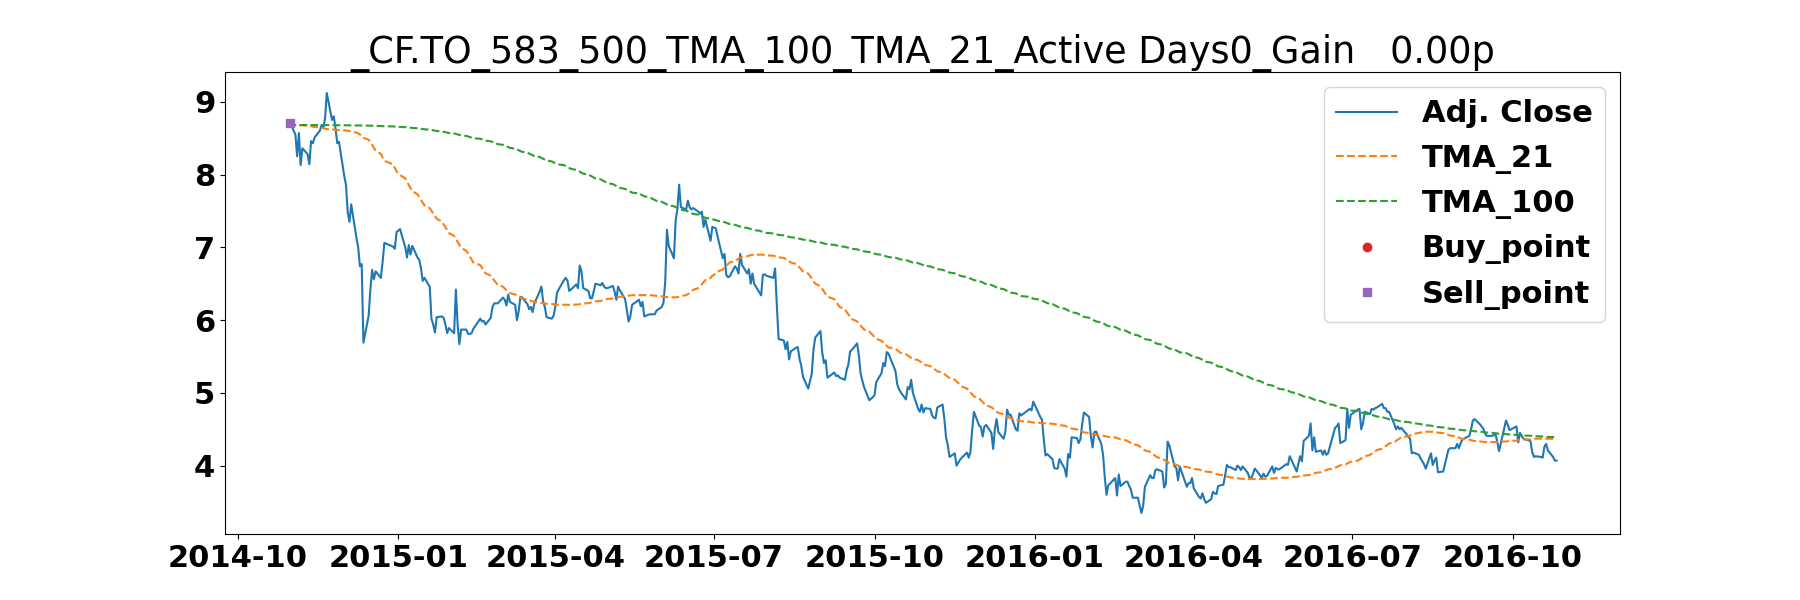 _CF.TO_583_500_TMA_100_TMA_21_Active Days0_Gain   0.00p
9
8
7
6
5
4
Adj. Close
TMA_21
TMA_100
Buy_point
Sell_point
2014-10 2015-01 2015-04 2015-07 2015-10 2016-01 2016-04 2016-07 2016-10